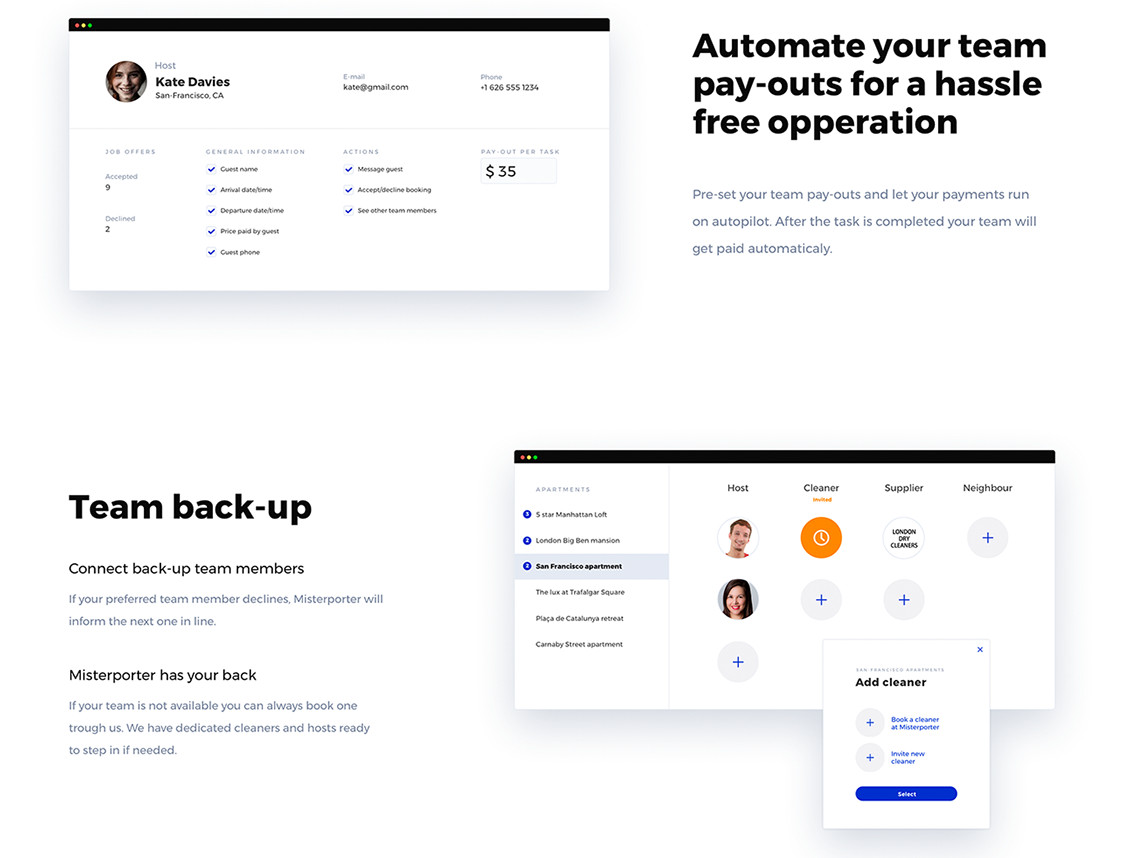 Host
Kate Davies
San-Francisco, CA
E-mail
kate@gmail.com
Phone
+1 626 555 1234
JOB OFFERS
Accepted
9
Declined
2
GENERAL INFORMATION
Guest name
Arrival date/time
Departure date/time
Price paid by guest
Guest phone
ACTIONS
Message guest
Accept/decline booking
See other team members
PAY-OUT PER TASK
$ 35
Automate your team
pay-outs for a hassle
free opperation
Pre-set your team pay-outs and let your payments run
on autopilot. After the task is completed your team will
get paid automaticaly.
Team back-up
Connect back-up team members
If your preferred team member declines, Misterporter will
inform the next one in line.
Misterporter has your back
If your team is not available you can always book one
trough us. We have dedicated cleaners and hosts ready
to step in if needed.
APARTMENTS
3 5 star Manhattan Loft
2 London Big Ben mansion
2 San Francisco apartment
The lux at Trafalgar Square
Plaça de Catalunya retreat
Carnaby Street apartment
Host
Cleaner
Invited
Supplier
Neighbour
LONDON
DRY
CLEANERS
SAN FRANCISCO APARTMENTS
Add cleaner
Book a cleaner
at Misterporter
Invite new
cleaner
Select